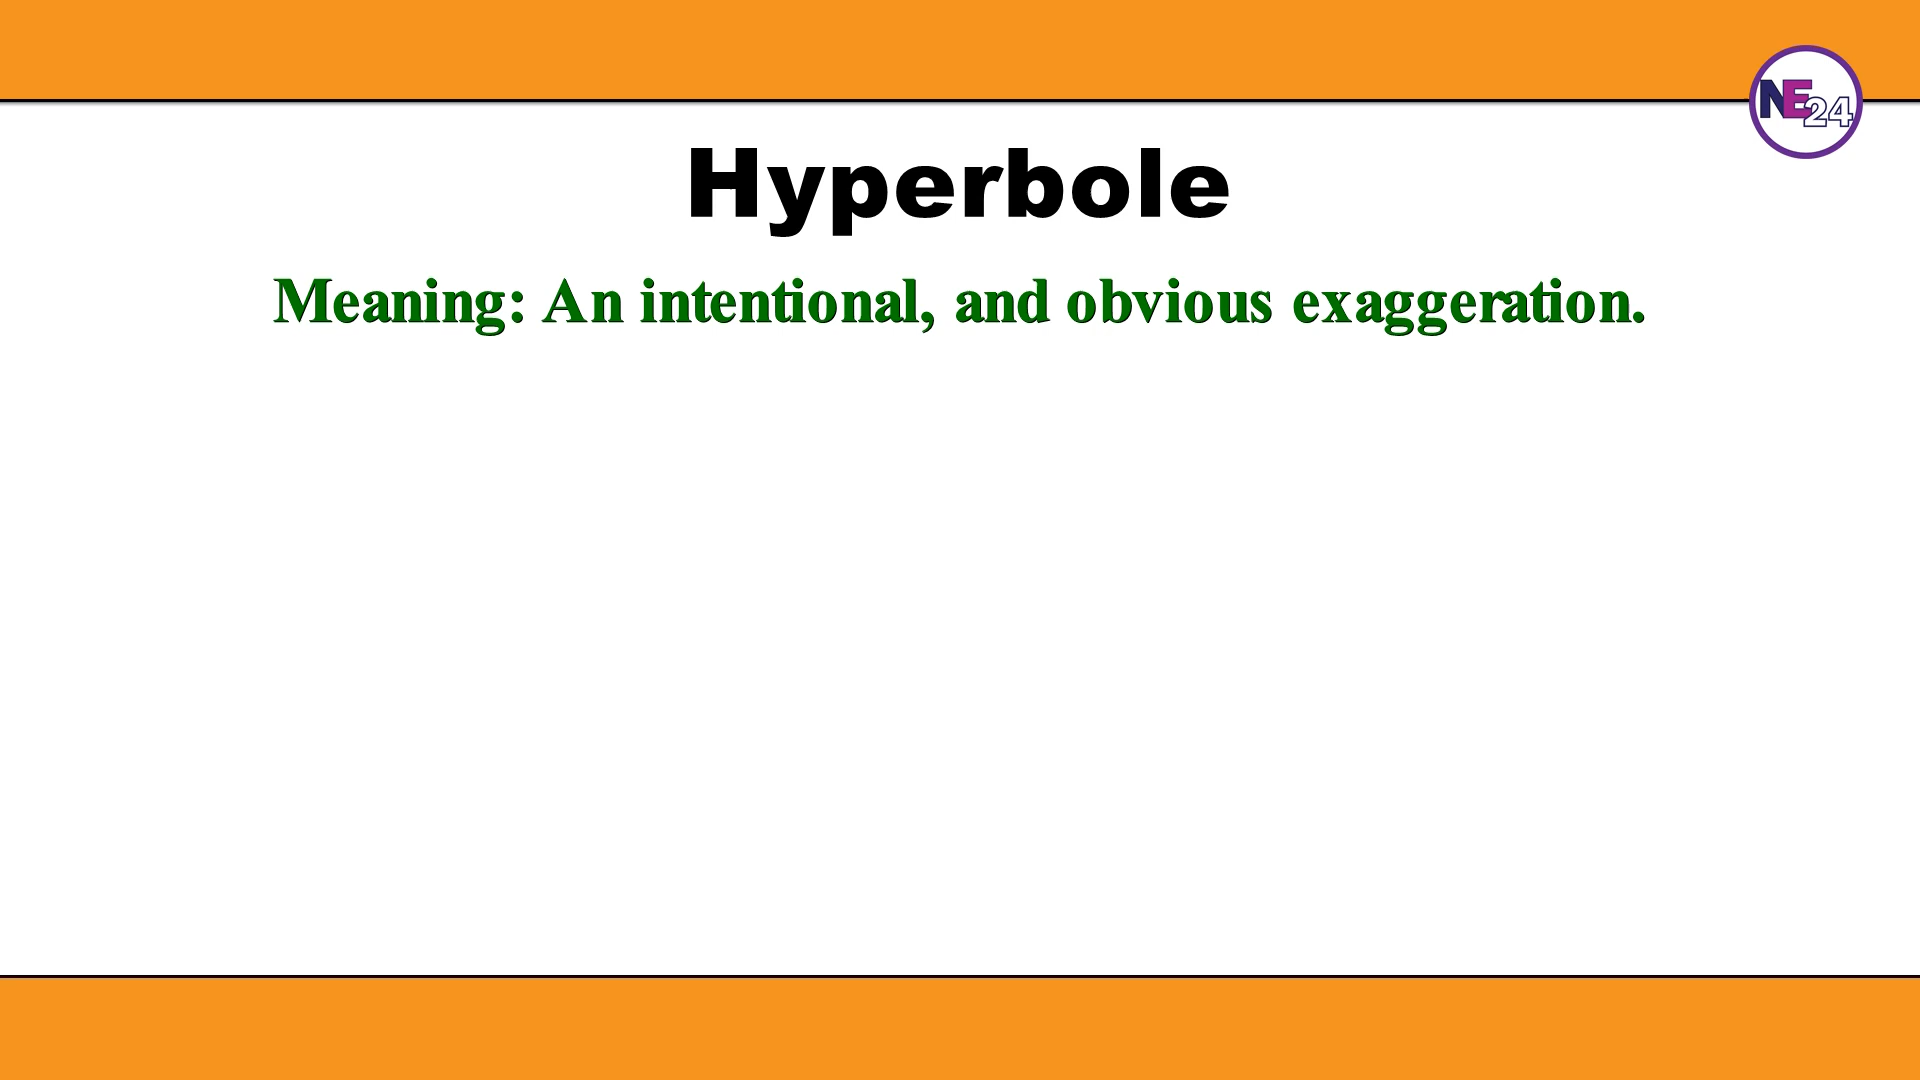 NE24
Hyperbole
Meaning: An intentional, and obvious exaggeration.